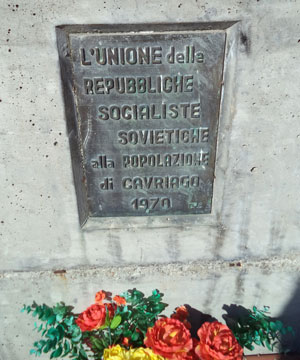 L'UNIONE delle
REPUBBLICHE
SOCIALISTE
SOVIETICHE
alla POPOLAZIONE
di CAVRIAGO
1970